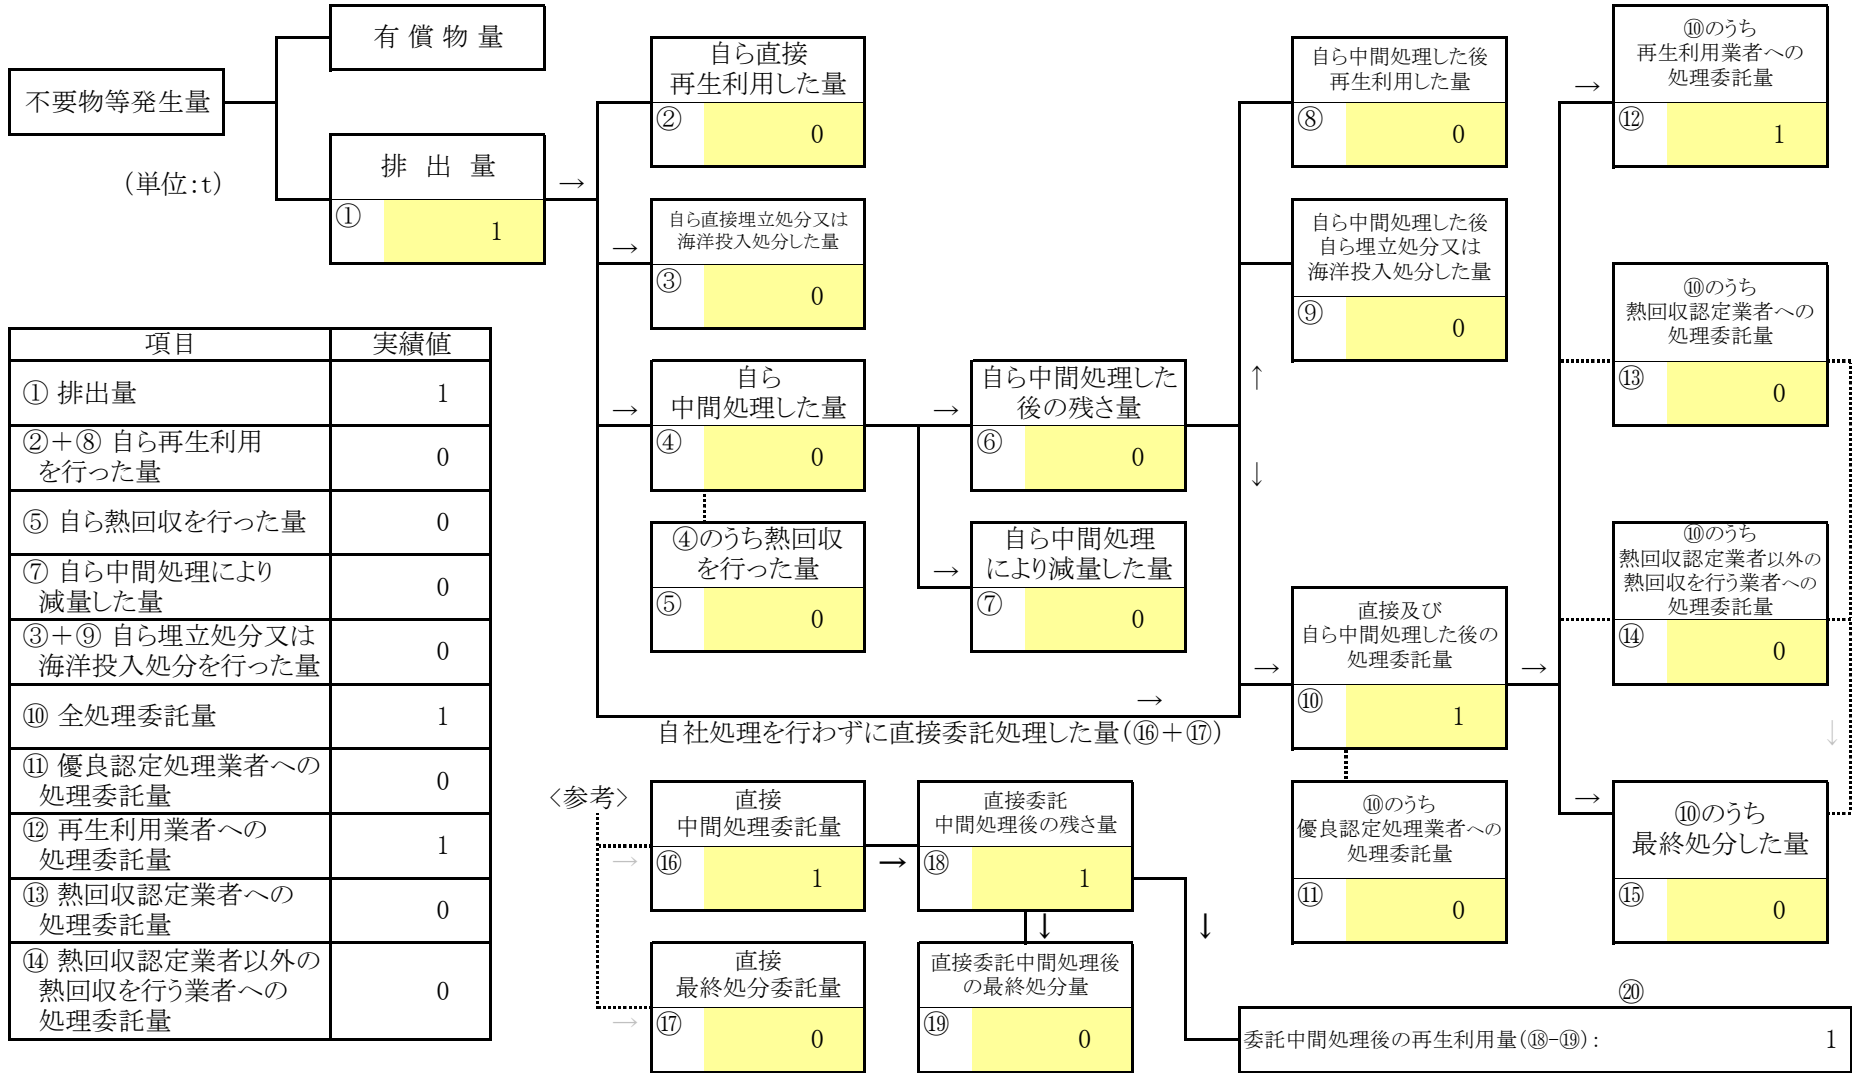 有 償 物 量
不要物等発生量
(単位:t)
排 出 量
① 1
→
自ら直接
再生利用した量
② 0
→
自ら直接埋立処分又は
海洋投入処分した量
③ 0
→
自ら
中間処理した量
④ 0
④のうち熱回収
を行った量
⑤ 0
→
自ら中間処理した
後の残さ量
⑥ 0
→
自ら中間処理
により減量した量
⑦ 0
↑
↓
自ら中間処理した後
再生利用した量
⑧ 0
自ら中間処理した後
自ら埋立処分又は
海洋投入処分した量
⑨ 0
→
自社処理を行わずに直接委託処理した量(⑯+⑰)
→
直接及び
自ら中間処理した後の
処理委託量
⑩ 1
→
⑩のうち
優良認定処理業者への
処理委託量
⑪ 0
→
⑩のうち
再生利用業者への
処理委託量
⑫ 1
⑩のうち
熱回収認定業者への
処理委託量
⑬ 0
⑩のうち
熱回収認定業者以外の
熱回収を行う業者への
処理委託量
⑭ 0
↓
→
⑩のうち
最終処分した量
⑮ 0
項目 実績値
① 排出量 1
②+⑧ 自ら再生利用
を行った量 0
⑤ 自ら熱回収を行った量 0
⑦ 自ら中間処理により
減量した量 0
③+⑨ 自ら埋立処分又は
海洋投入処分を行った量 0
⑩ 全処理委託量 1
⑪ 優良認定処理業者への
処理委託量 0
⑫ 再生利用業者への
処理委託量 1
⑬ 熱回収認定業者への
処理委託量 0
⑭ 熱回収認定業者以外の
熱回収を行う業者への
処理委託量 0
<参考>
→
直接
中間処理委託量
⑯ 1
→
直接委託
中間処理後の残さ量
⑱ 1
↓
↓
→
直接
最終処分委託量
⑰ 0
直接委託中間処理後
の最終処分量
⑲ 0
⑳
委託中間処理後の再生利用量(⑱-⑲): 1